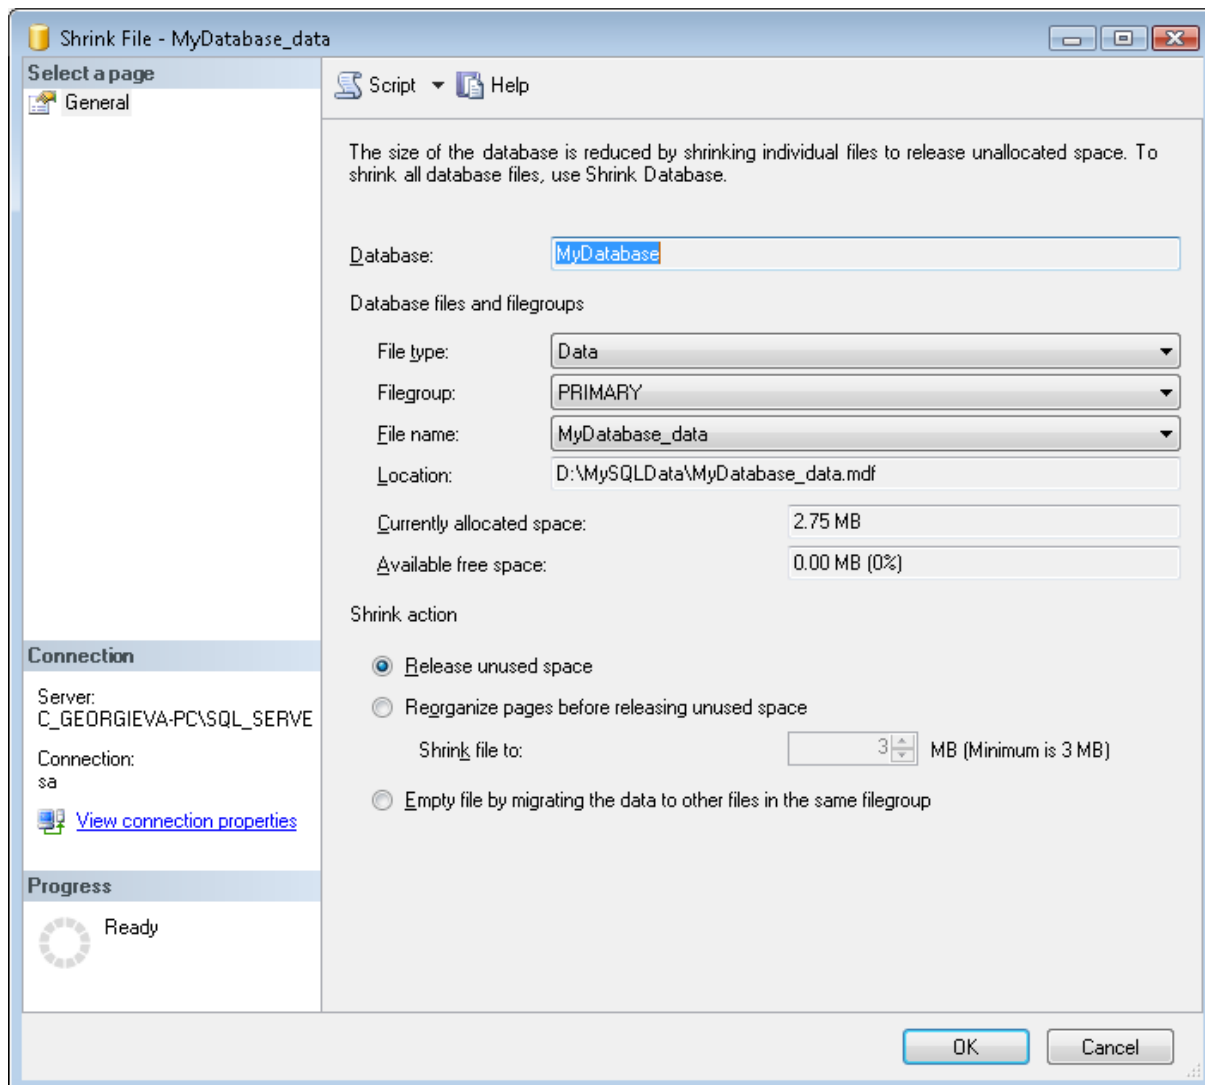 Shrink File - MyDatabase_data
Select a page
General
Script
Help
The size of the database is reduced by shrinking individual files to release unallocated space. To
shrink all database files, use Shrink Database.
Database:
MyDatabase
Database files and filegroups
File type:
Data
Filegroup:
PRIMARY
File name:
MyDatabase_data
Location:
D:\MySQLData\MyDatabase_data.mdf
Currently allocated space:
2.75 MB
Available free space:
0.00 MB (0%)
Shrink action
Release unused space
Reorganize pages before releasing unused space
Shrink file to:
3
MB (Minimum is 3 MB)
Empty file by migrating the data to other files in the same filegroup
Connection
Server:
C_GEORGIEVA-PC\SQL_SERVE
Connection:
sa
View connection properties
Progress
Ready
OK
Cancel